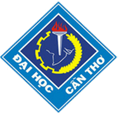 ĐẠI HỌC
CẦN THƠ